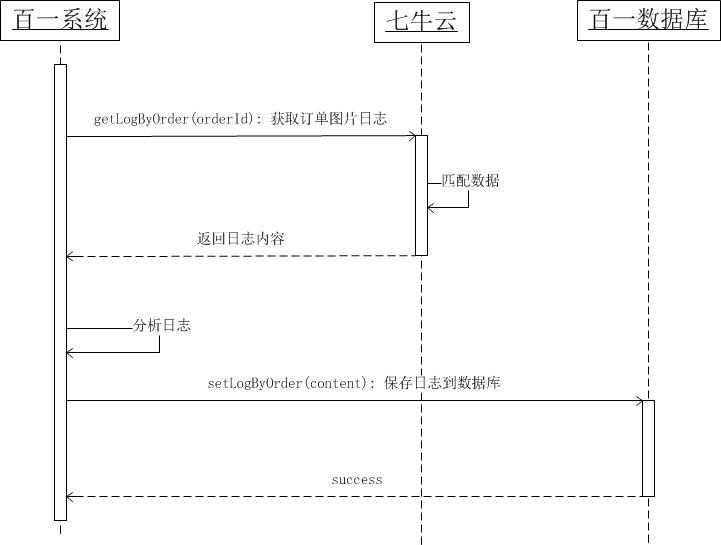 百一系统
七牛云
百一数据库
getLogByOrder(orderId): 获取订单图片日志
匹配数据
返回日志内容
分析日志
setLogByOrder(content): 保存日志到数据库
success